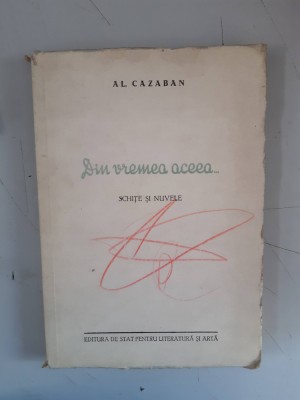 AL. CAZABAN
Din vremea aceea...
SCHIȚE ȘI NUVELE
EDITURA DE STAT PENTRU LITERATURĂ ȘI ARTĂ